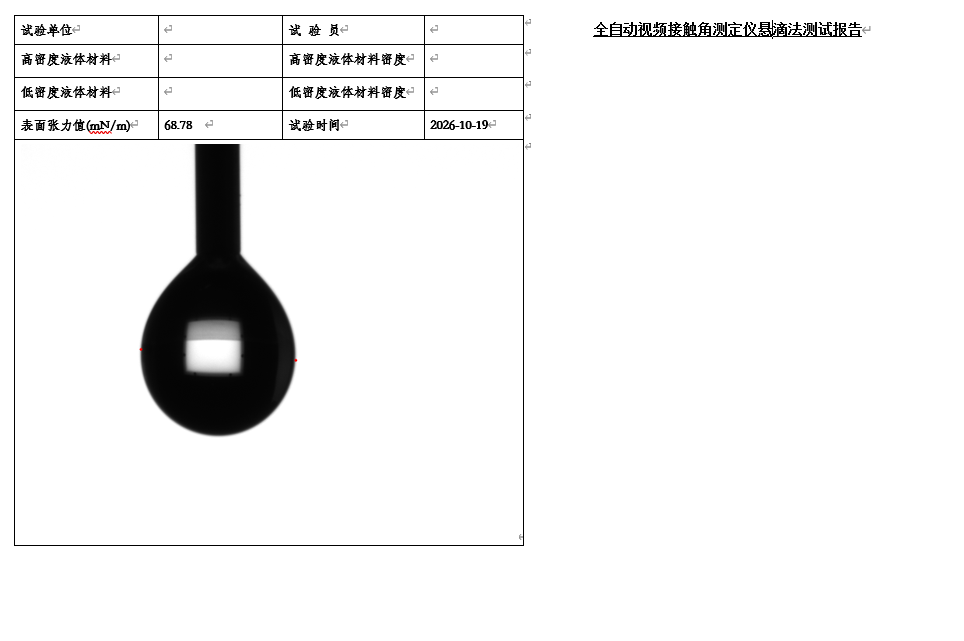 全自动视频接触角测定仪悬滴法测试报告
试验单位 试 验 员
高密度液体材料 高密度液体材料密度
低密度液体材料 低密度液体材料密度
表面张力值(mN/m) 68.78 试验时间 2026-10-19